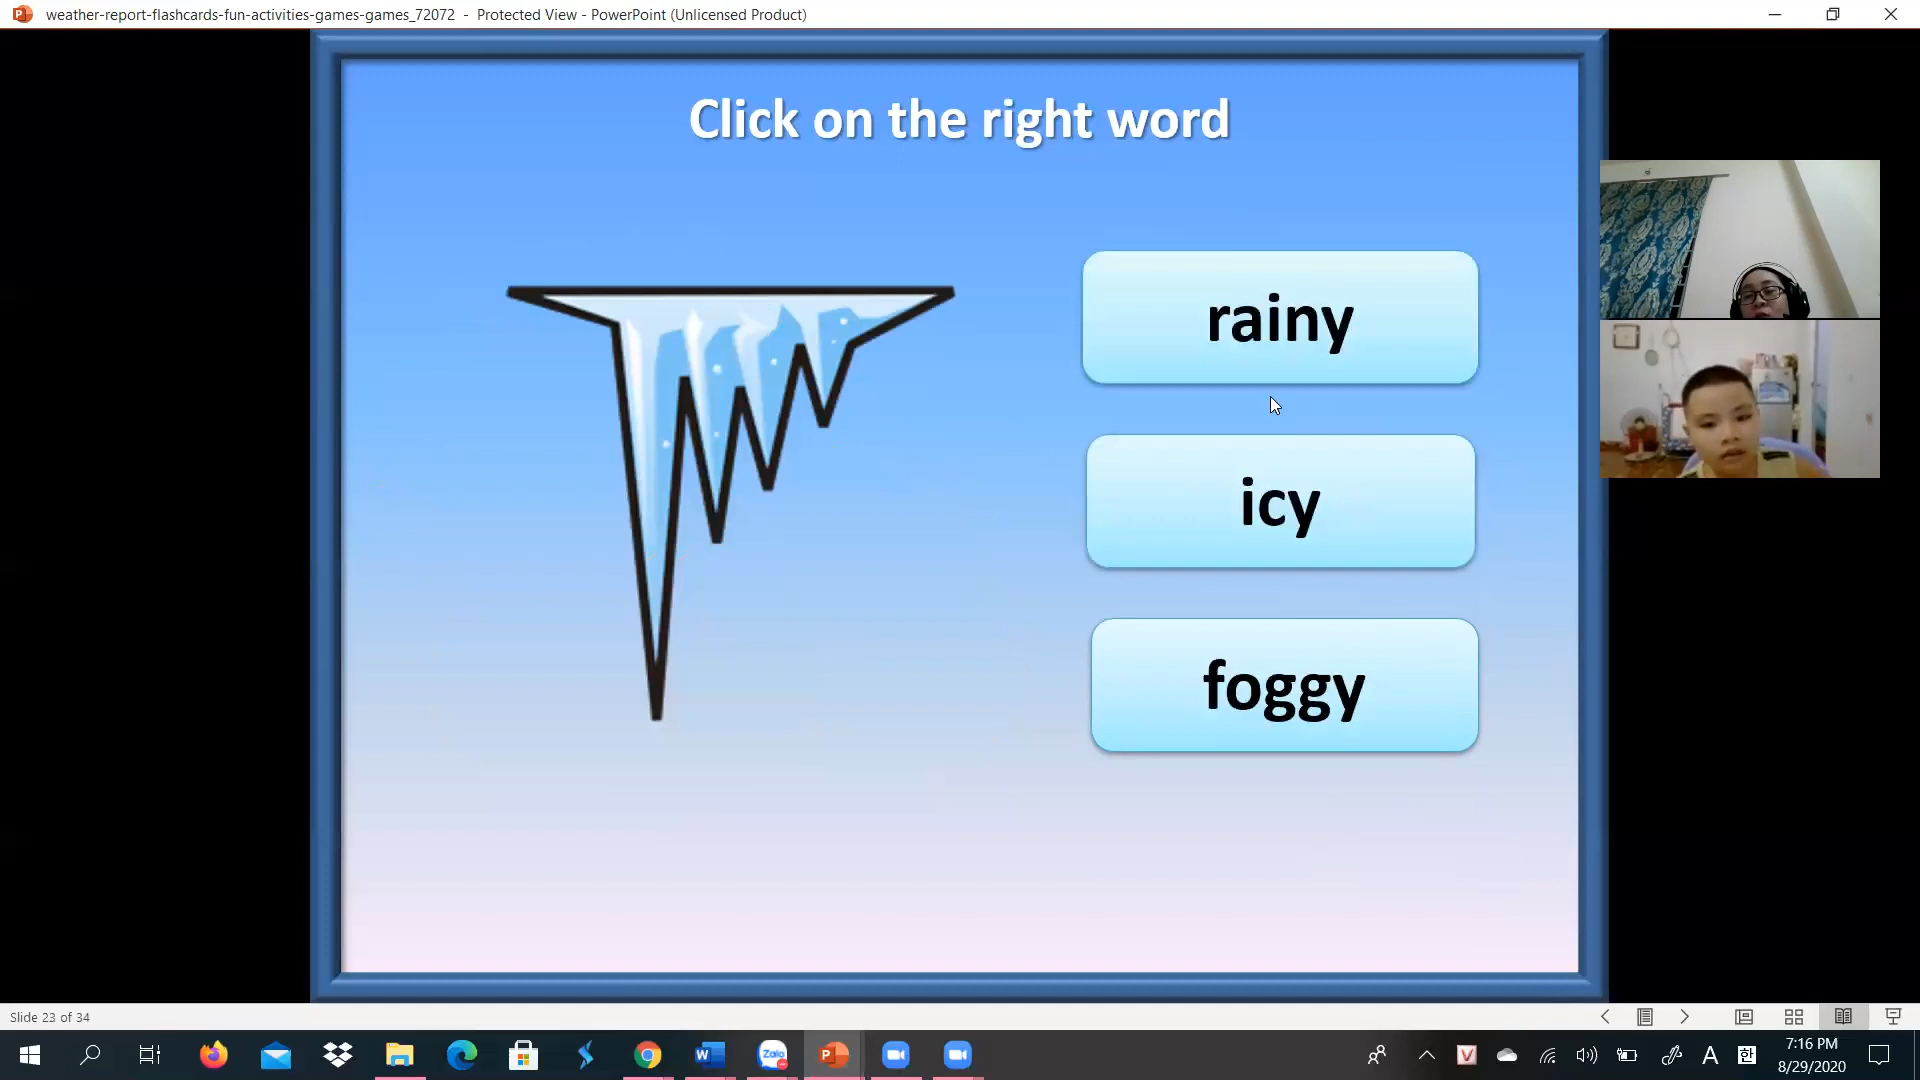 weather-report-flashcards-fun-activities-games-games_72072 - Protected View - PowerPoint (Unlicensed Product)
Click on the right word
rainy
icy
foggy
Slide 23 of 34
Zalo
7:16 PM
8/29/2020